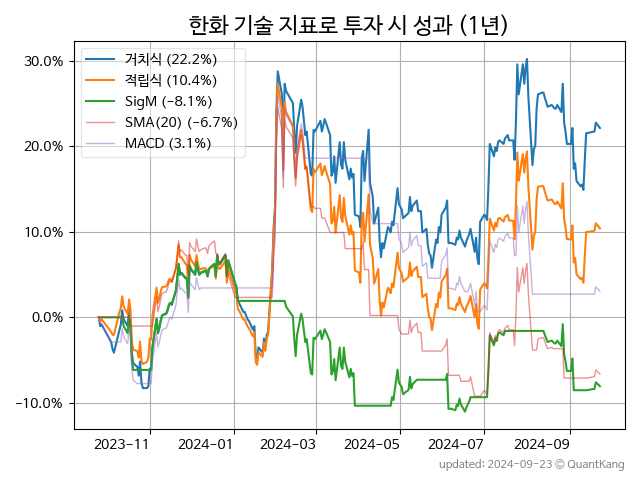 한화 기술 지표로 투자 시 성과 (1년)
거치식 (22.2%)
적립식 (10.4%)
SigM (−8.1%)
SMA(20) (−6.7%)
MACD (3.1%)
30.0%
20.0%
10.0%
0.0%
−10.0%
2023−11
2024−01
2024−03
2024−05
2024−07
2024−09
updated: 2024-09-23 © QuantKang